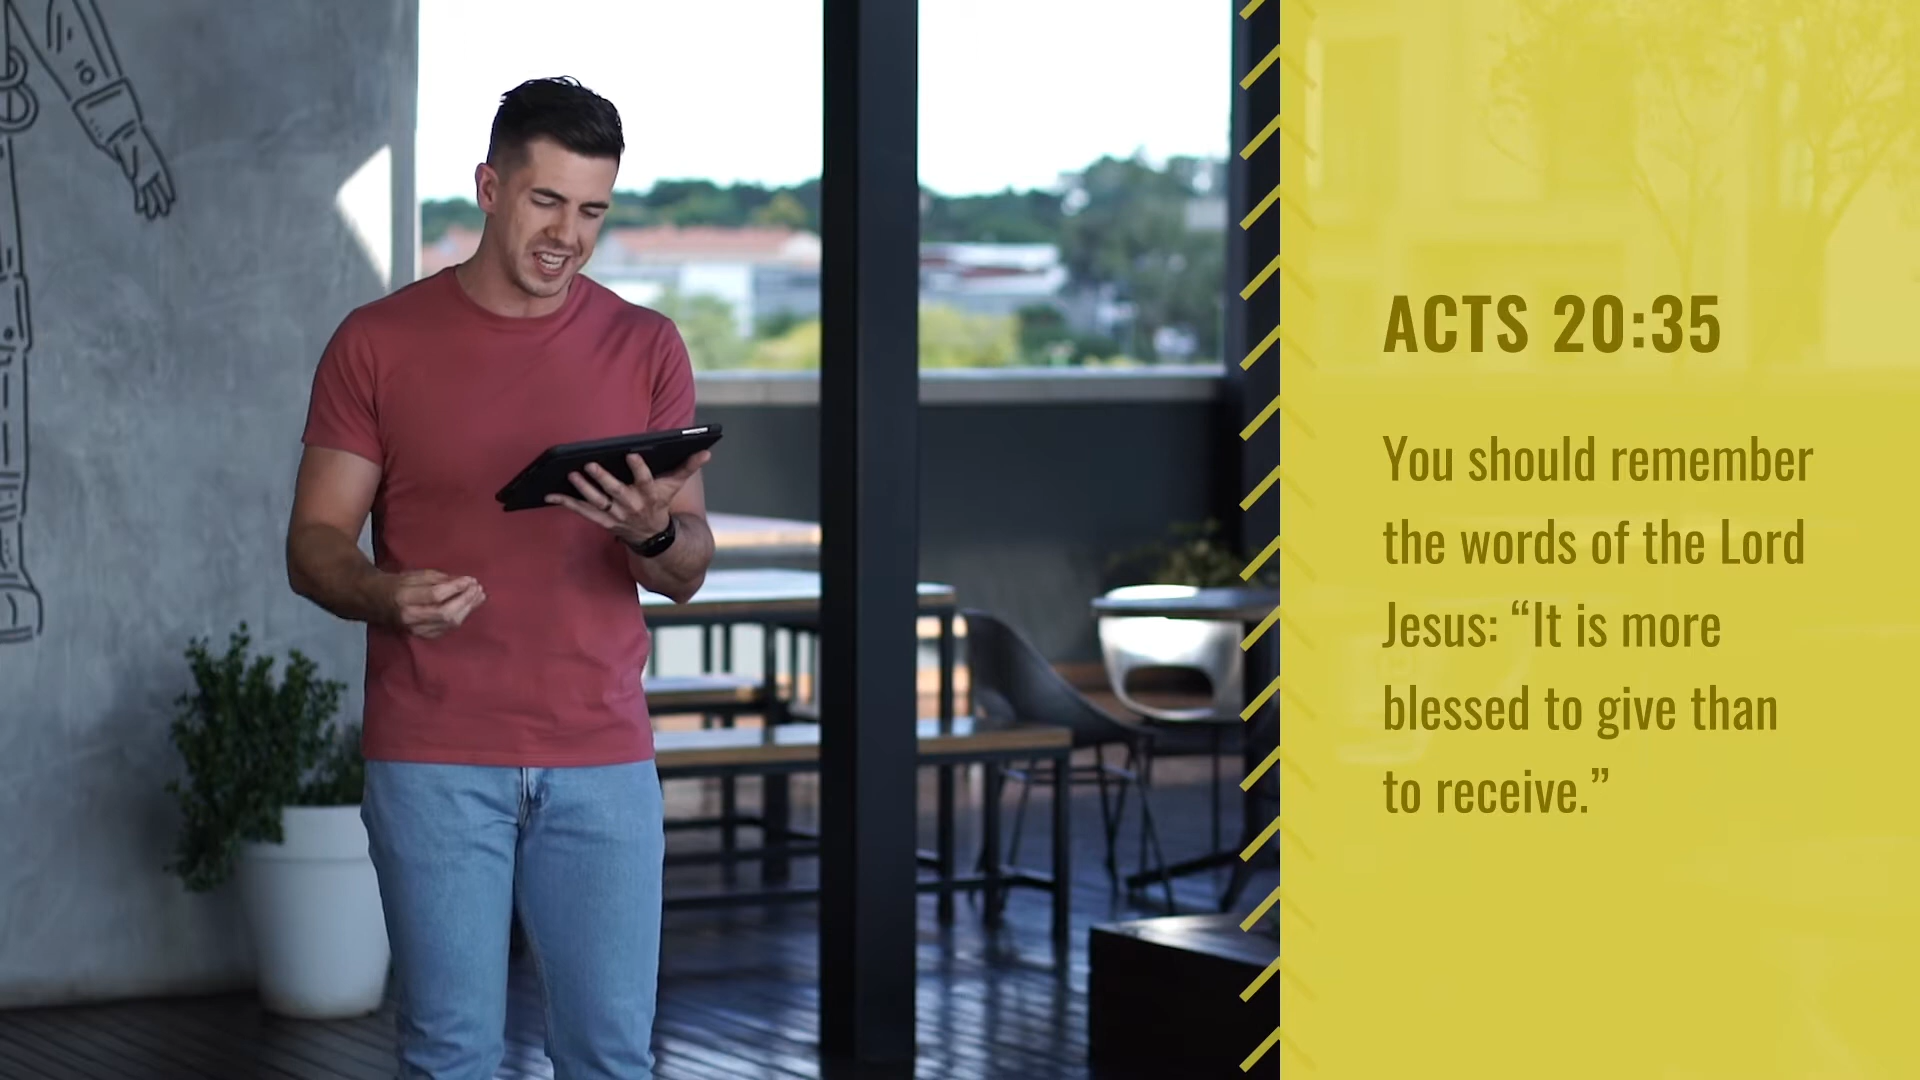 ACTS 20:35
You should remember
the words of the Lord
Jesus: “It is more
blessed to give than
to receive.”